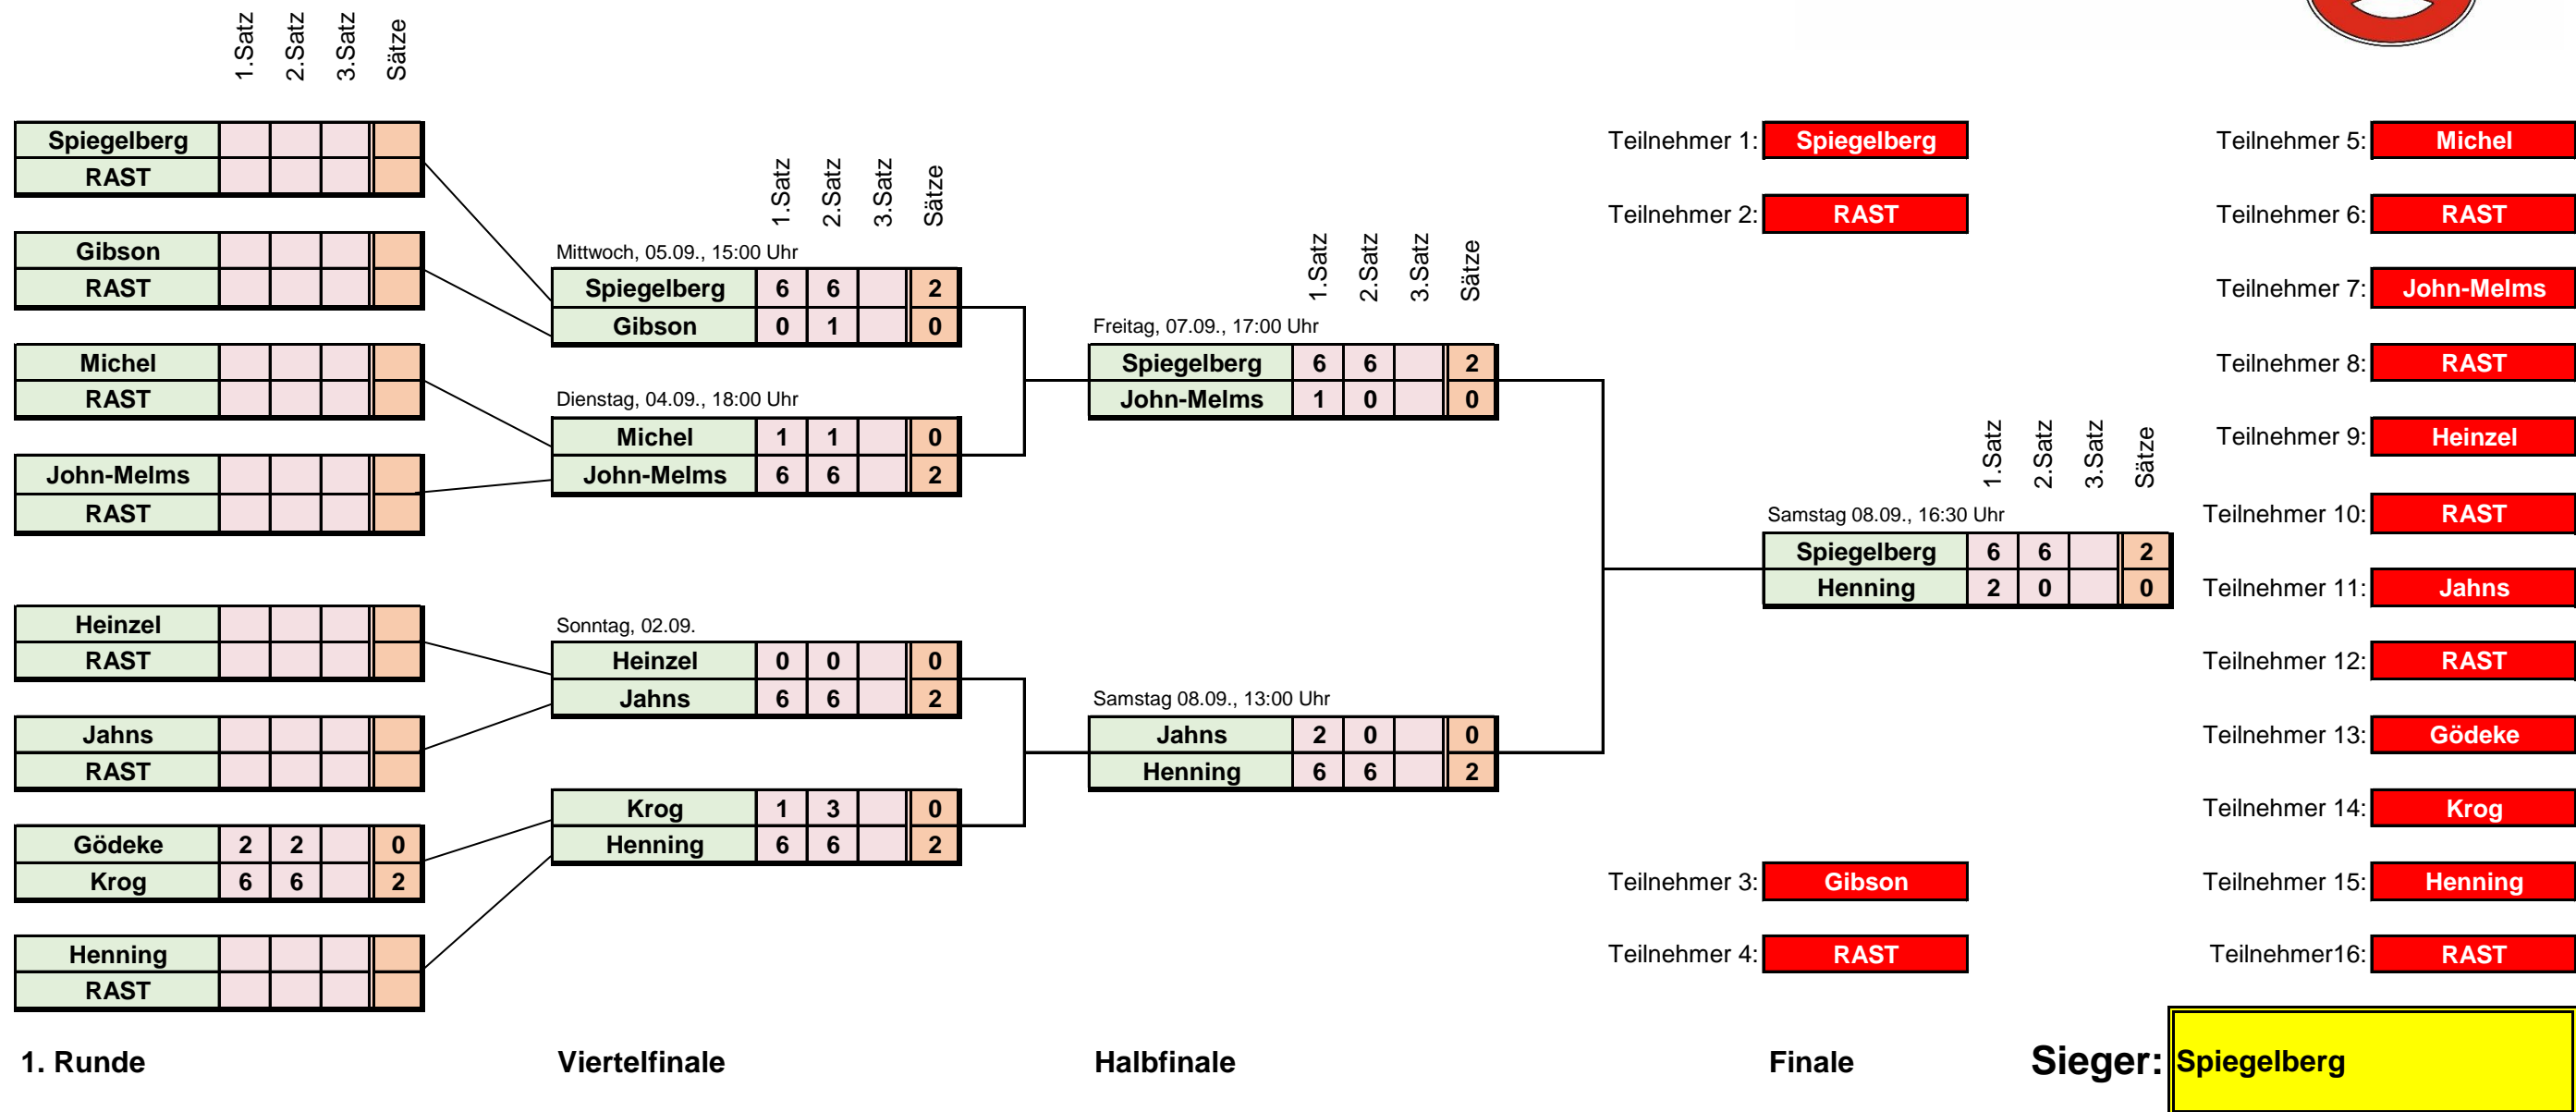 1.Satz 2.Satz 3.Satz Sätze
Spiegelberg
RAST
Gibson
RAST
Michel
RAST
John-Melms
RAST
Heinzel
RAST
Jahns
RAST
Gödeke 2 2 0
Krog 6 6 2
Henning
RAST
1. Runde
1.Satz 2.Satz 3.Satz Sätze
Mittwoch, 05.09., 15:00 Uhr
Spiegelberg 6 6 2
Gibson 0 1 0
Dienstag, 04.09., 18:00 Uhr
Michel 1 1 0
John-Melms 6 6 2
Sonntag, 02.09.
Heinzel 0 0 0
Jahns 6 6 2
Krog 1 3 0
Henning 6 6 2
Viertelfinale
1.Satz 2.Satz 3.Satz Sätze
Freitag, 07.09., 17:00 Uhr
Spiegelberg 6 6 2
John-Melms 1 0 0
Samstag 08.09., 13:00 Uhr
Jahns 2 0 0
Henning 6 6 2
Halbfinale
Teilnehmer 1: Spiegelberg
Teilnehmer 2: RAST
1.Satz 2.Satz 3.Satz Sätze
Samstag 08.09., 16:30 Uhr
Spiegelberg 6 6 2
Henning 2 0 0
Teilnehmer 3: Gibson
Teilnehmer 4: RAST
Finale
Teilnehmer 5: Michel
Teilnehmer 6: RAST
Teilnehmer 7: John-Melms
Teilnehmer 8: RAST
Teilnehmer 9: Heinzel
Teilnehmer 10: RAST
Teilnehmer 11: Jahns
Teilnehmer 12: RAST
Teilnehmer 13: Gödeke
Teilnehmer 14: Krog
Teilnehmer 15: Henning
Teilnehmer16: RAST
Sieger: Spiegelberg